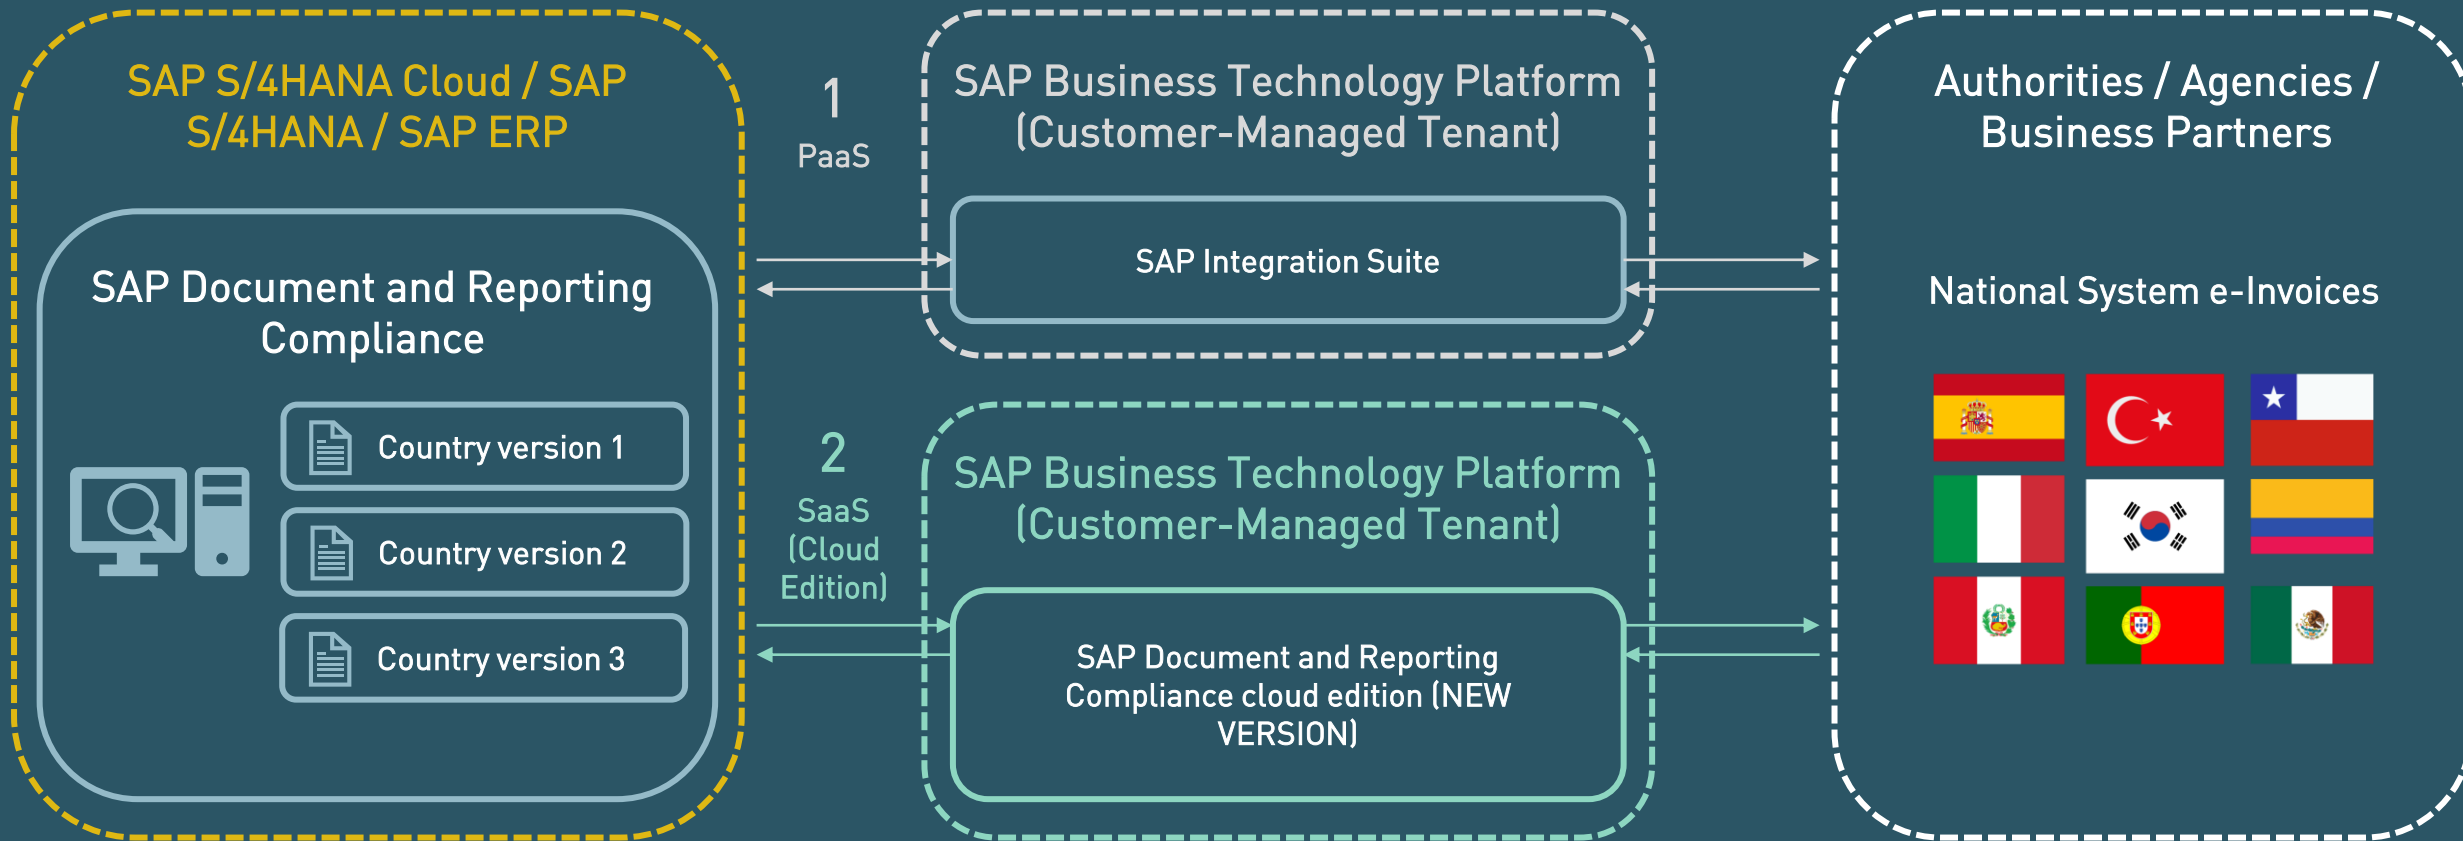 SAP S/4HANA Cloud / SAP
S/4HANA / SAP ERP
SAP Document and Reporting
Compliance
Country version 1
Country version 2
Country version 3
1
PaaS
SAP Business Technology Platform
(Customer-Managed Tenant)
SAP Integration Suite
2
SaaS
(Cloud
Edition)
SAP Business Technology Platform
(Customer-Managed Tenant)
SAP Document and Reporting
Compliance cloud edition (NEW
VERSION)
Authorities / Agencies /
Business Partners
National System e-Invoices